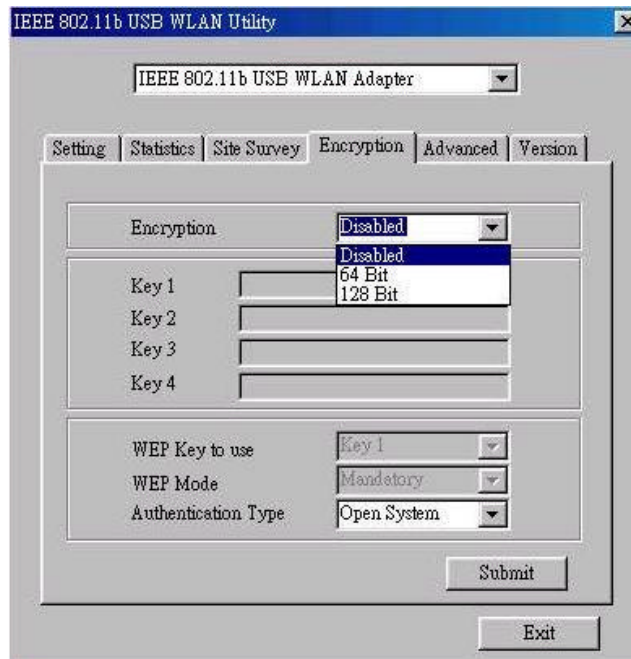 IEEE 802.11b USB WLAN Utility
IEEE 802.11b USB WLAN Adapter
Setting Statistics Site Survey Encryption Advanced Version
Encryption Disabled
Disabled
64 Bit
128 Bit
Key 1
Key 2
Key 3
Key 4
WEP Key to use Key 1
WEP Mode Mandatory
Authentication Type Open System
Submit
Exit